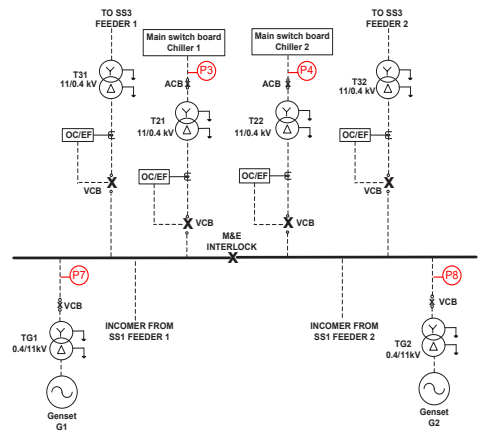 TO SS3
FEEDER 1
Main switch board
Chiller 1
Main switch board
Chiller 2
TO SS3
FEEDER 2
P3
P4
T31
11/0.4 kV
ACB
ACB
T32
11/0.4 kV
T21
11/0.4 kV
T22
11/0.4 kV
OC/EF
OC/EF
OC/EF
OC/EF
VCB
VCB
VCB
VCB
M&E
INTERLOCK
P7
P8
VCB
VCB
TG1
0.4/11kV
INCOMER FROM
SS1 FEEDER 1
INCOMER FROM
SS1 FEEDER 2
TG2
0.4/11kV
Genset
G1
Genset
G2